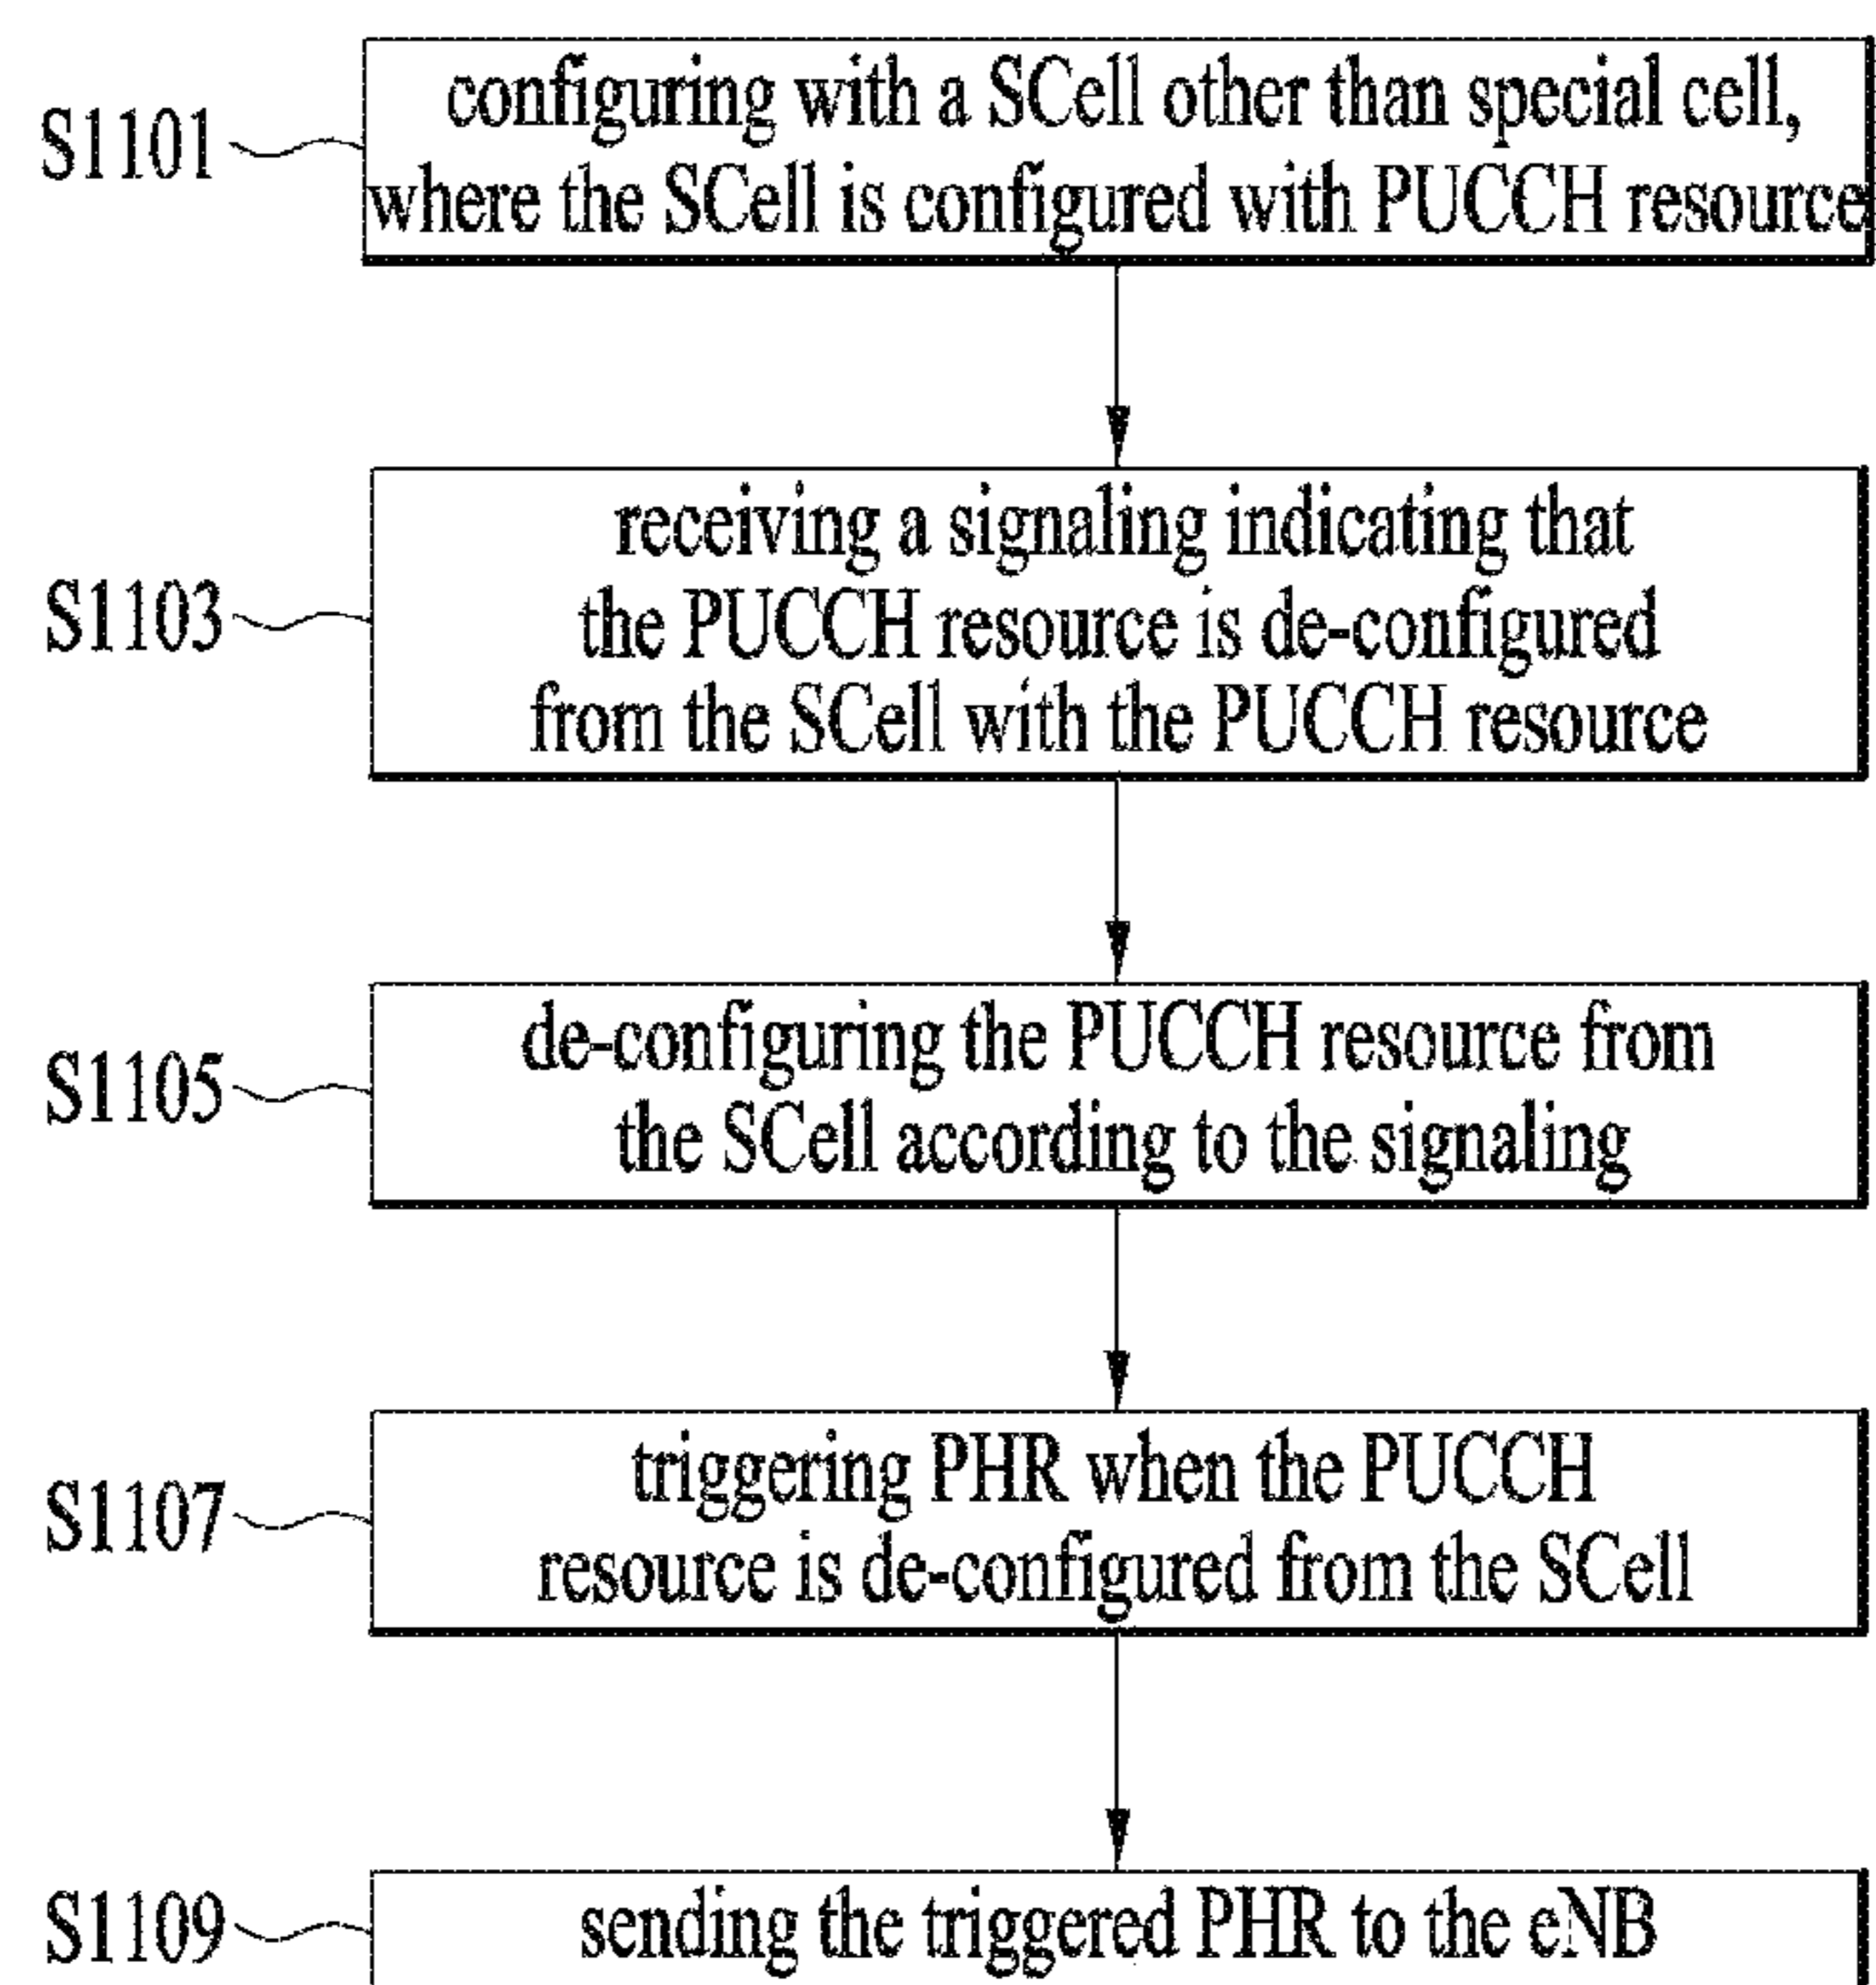 S1101
configuring with a SCell other than special cell,
where the SCell is configured with PUCCH resource
S1103
receiving a signaling indicating that
the PUCCH resource is de-configured
from the SCell with the PUCCH resource
S1105
de-configuring the PUCCH resource from
the SCell according to the signaling
S1107
triggering PHR when the PUCCH
resource is de-configured from the SCell
S1109
sending the triggered PHR to the eNB